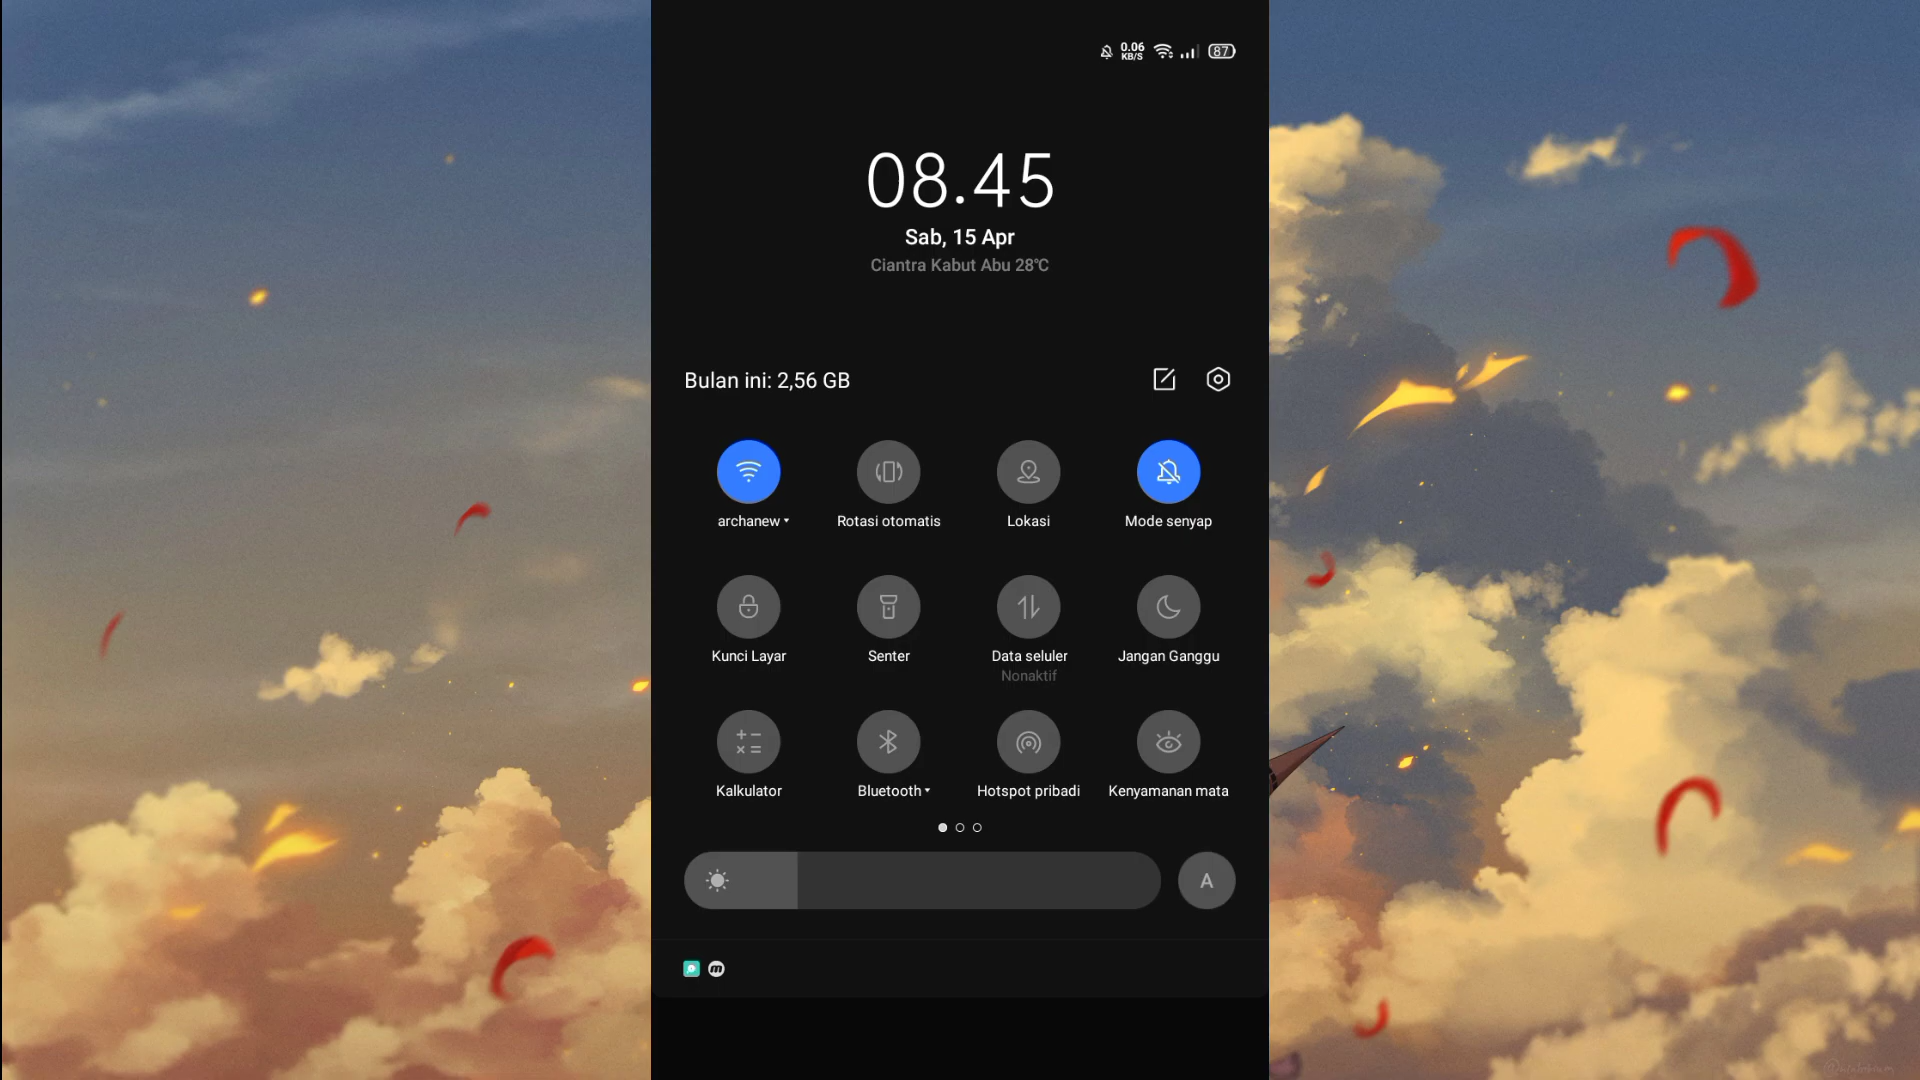 0.06
KB/S
87
08.45
Sab, 15 Apr
Ciantra Kabut Abu 28℃
Bulan ini: 2,56 GB
archanew
Rotasi otomatis
Lokasi
Mode senyap
Kunci Layar
Senter
Data seluler
Nonaktif
Jangan Ganggu
Kalkulator
Bluetooth
Hotspot pribadi
Kenyamanan mata
A
m